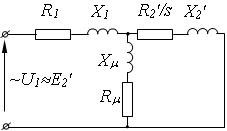 R1 X1 R2'/s X2'
Xμ
~U1≈E2'
Rμ